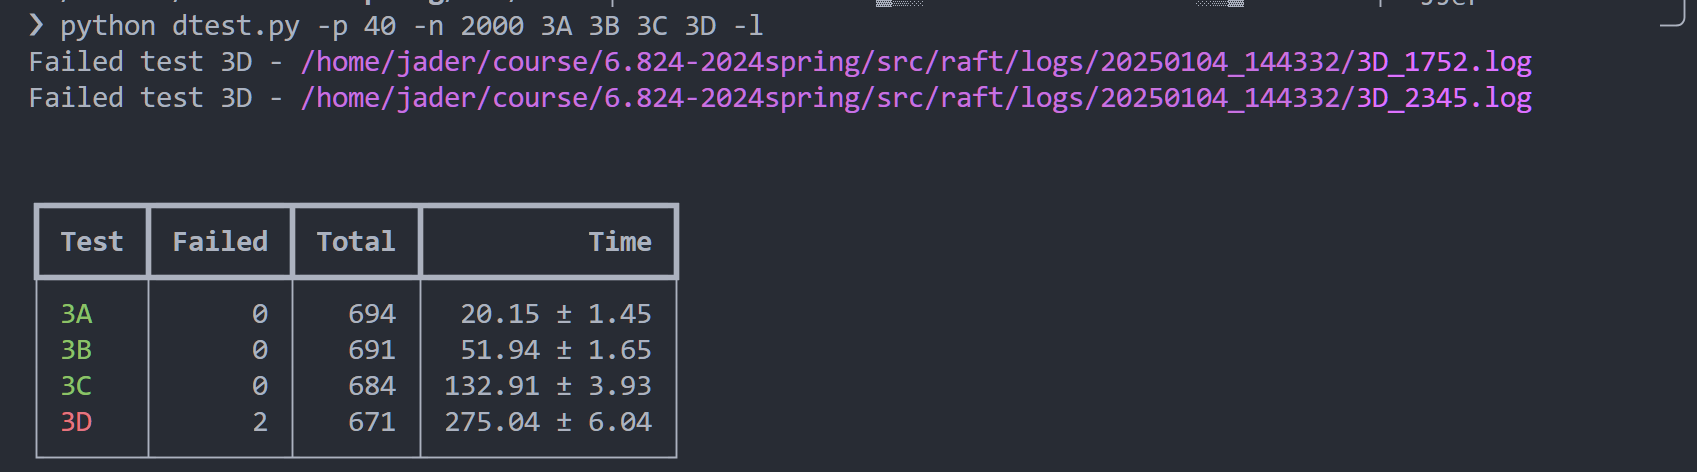 ❯ python dtest.py -p 40 -n 2000 3A 3B 3C 3D -l
Failed test 3D - /home/jader/course/6.824-2024spring/src/raft/logs/20250104_144332/3D_1752.log
Failed test 3D - /home/jader/course/6.824-2024spring/src/raft/logs/20250104_144332/3D_2345.log
Test Failed Total Time
3A 0 694 20.15 ± 1.45
3B 0 691 51.94 ± 1.65
3C 0 684 132.91 ± 3.93
3D 2 671 275.04 ± 6.04